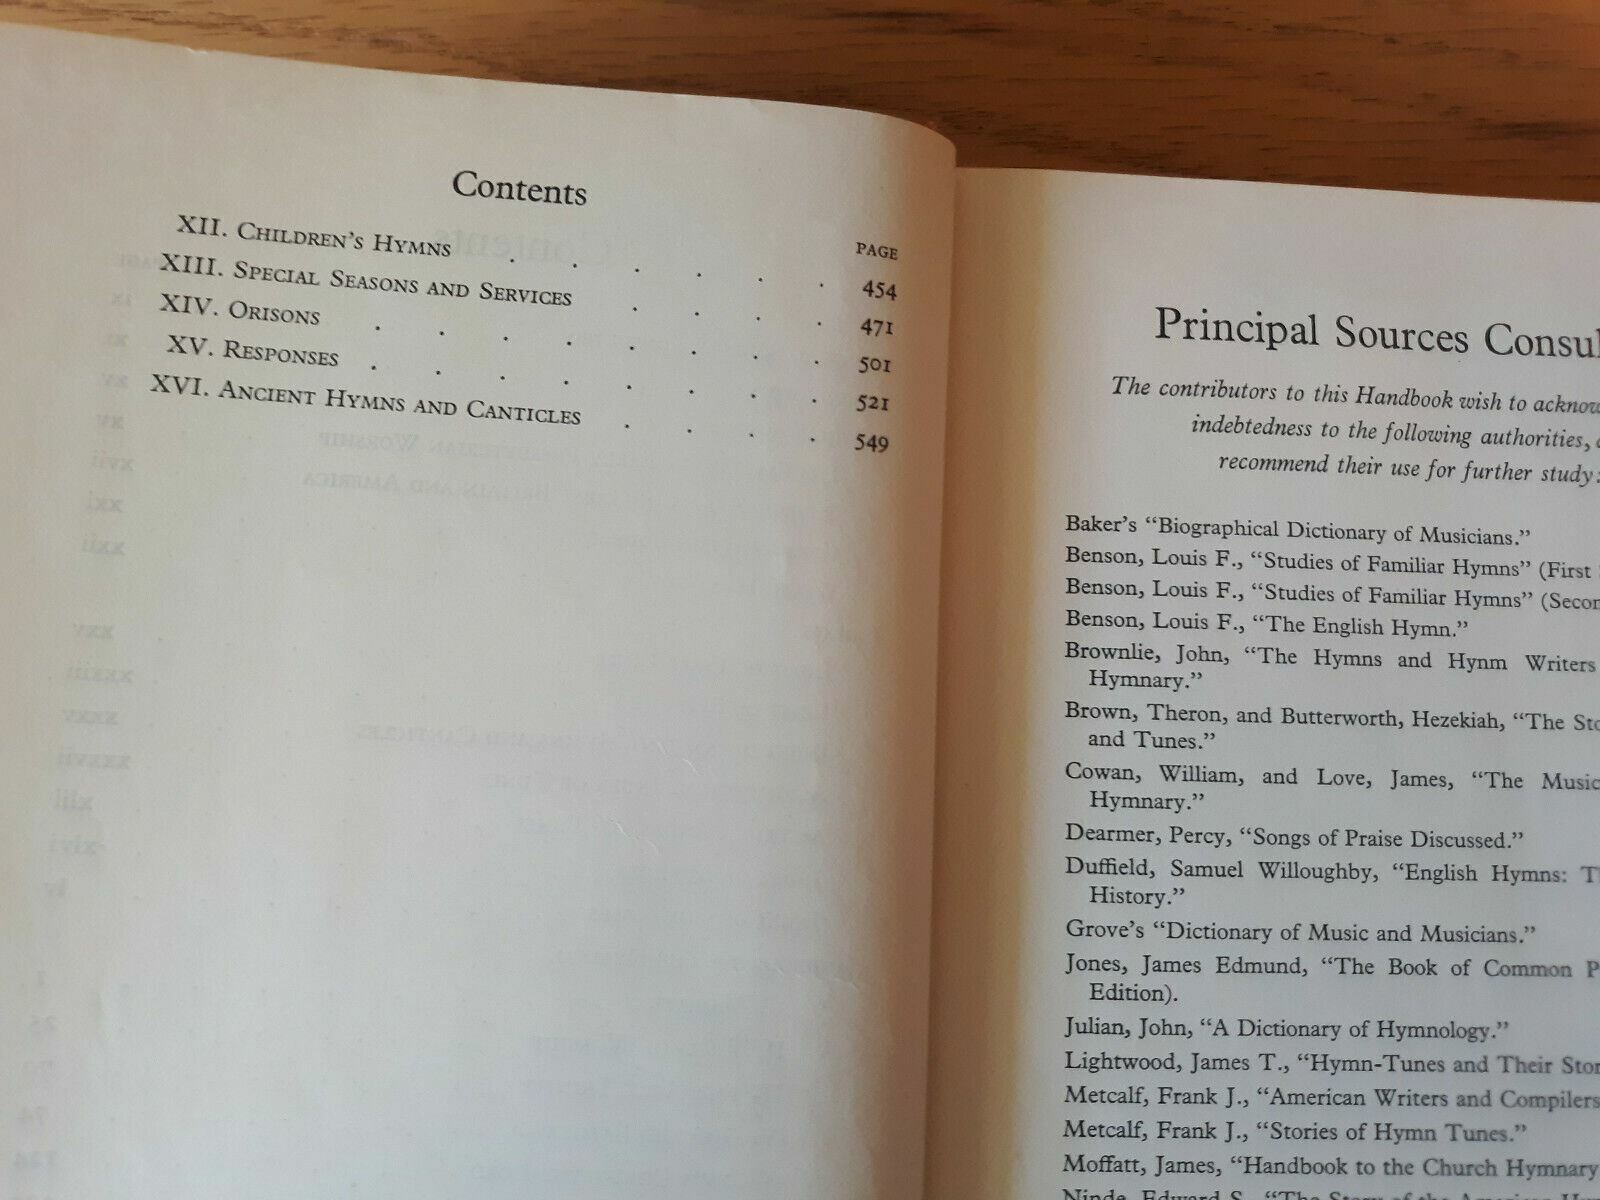 Contents
PAGE
XII. CHILDREN'S HYMNS . . . . . . 454
XIII. SPECIAL SEASONS AND SERVICES . . . . 471
XIV. ORISONS . . . . . . . . 501
XV. RESPONSES . . . . . . . . 521
XVI. ANCIENT HYMNS AND CANTICLES . . . . 549
Principal Sources
The contributors to this Handbook wish to
indebtedness to the following authorities,
recommend their use for further study:
Baker's “Biographical Dictionary of Musicians.”
Benson, Louis F., “Studies of Familiar Hymns” (First
Benson, Louis F., “Studies of Familiar Hymns”
Benson, Louis F., “The English Hymn.”
Brownlie, John, “The Hymns and Hynm Writers
Hymnary.”
Brown, Theron, and Butterworth, Hezekiah, “The
and Tunes.”
Cowan, William, and Love, James, “The
Hymnary.”
Dearmer, Percy, “Songs of Praise Discussed.”
Duffield, Samuel Willoughby, “English Hymns:
History.”
Grove's “Dictionary of Music and Musicians.”
Jones, James Edmund, “The Book of Common
Edition).
Julian, John, “A Dictionary of Hymnology.”
Lightwood, James T., “Hymn-Tunes and Their
Metcalf, Frank J., “American Writers and Compilers
Metcalf, Frank J., “Stories of Hymn Tunes.”
Moffatt, James, “Handbook to the Church Hymnary